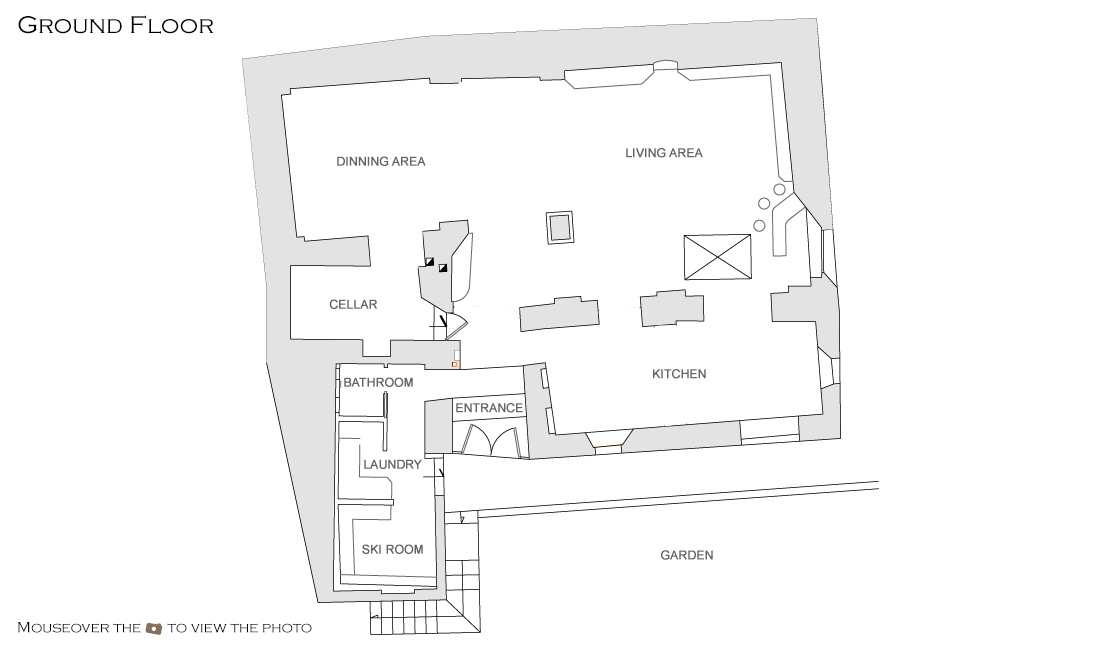 GROUND FLOOR
LIVING AREA
DINNING AREA
CELLAR
KITCHEN
BATHROOM
ENTRANCE
LAUNDRY
SKI ROOM
GARDEN
MOUSEOVER THE TO VIEW THE PHOTO